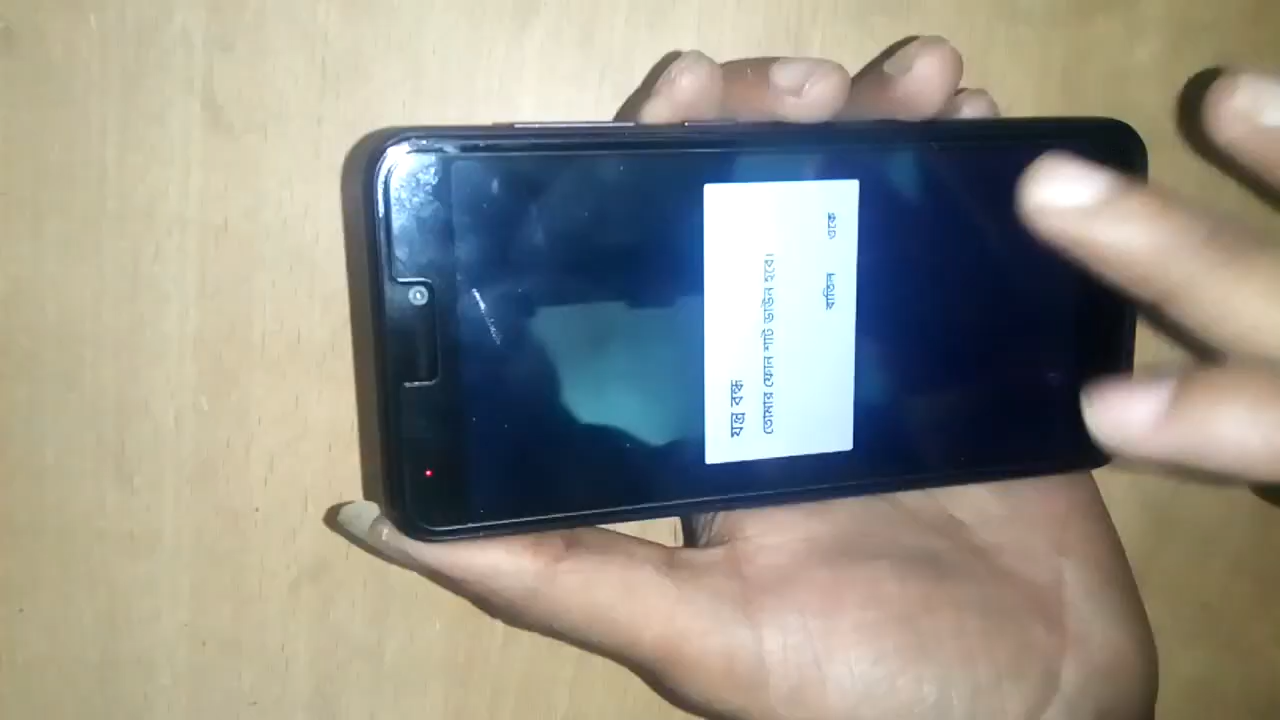 যন্ত্র বন্ধ
তোমার ফোন শাট ডাউন হবে।
বাতিল ওকে